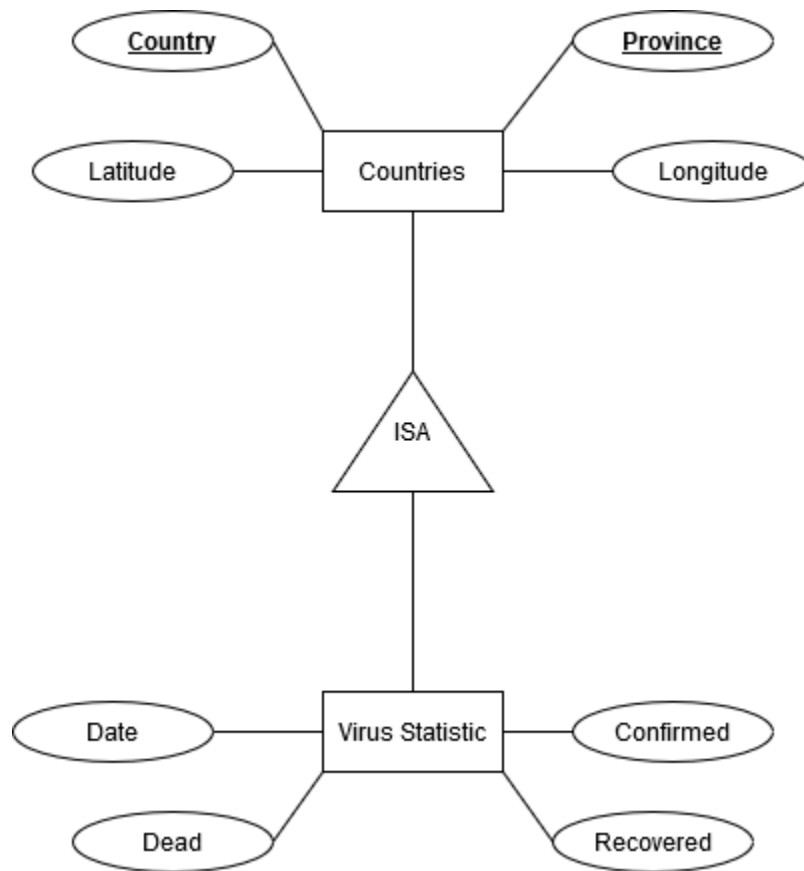 Country
Province
Latitude
Countries
Longitude
ISA
Date
Virus Statistic
Confirmed
Dead
Recovered